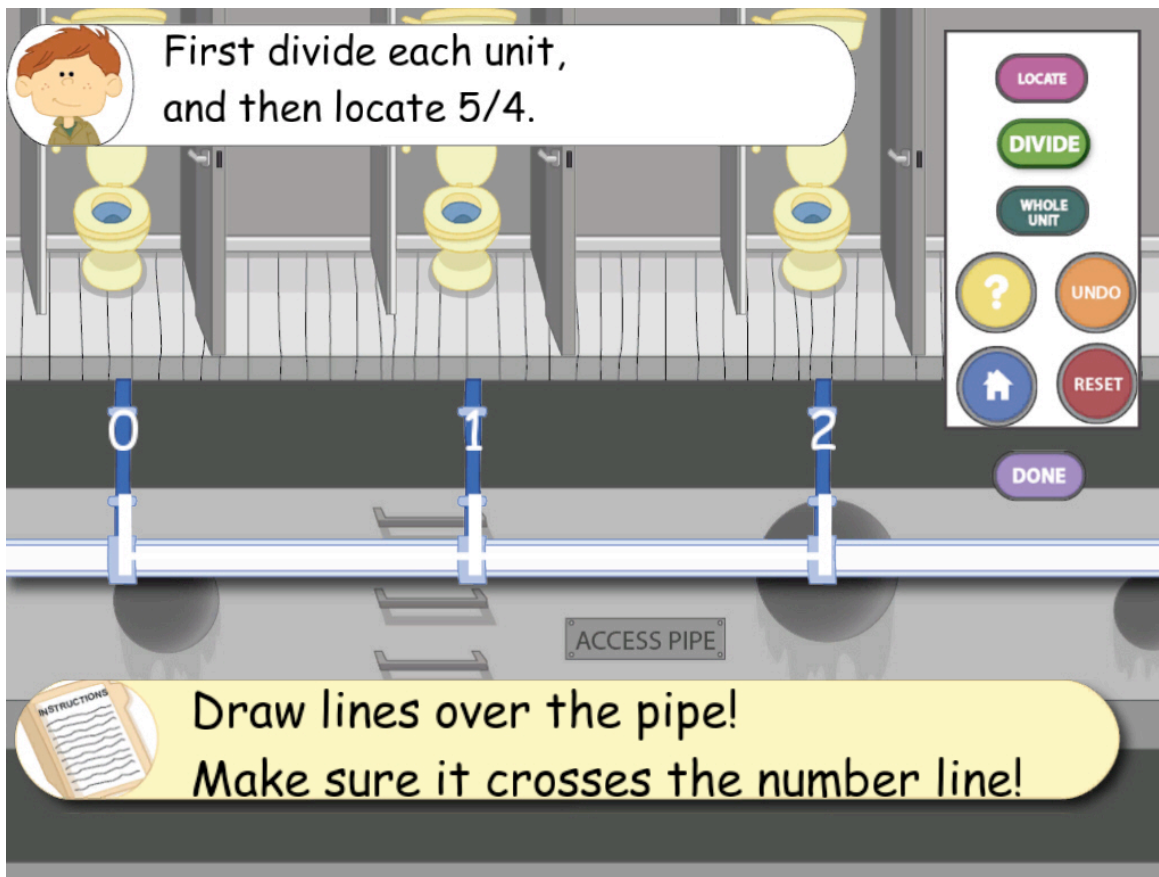 First divide each unit,
and then locate 5/4.
LOCATE
DIVIDE
WHOLE
UNIT
?
UNDO
RESET
0
1
2
DONE
ACCESS PIPE
INSTRUCTIONS
Draw lines over the pipe!
Make sure it crosses the number line!